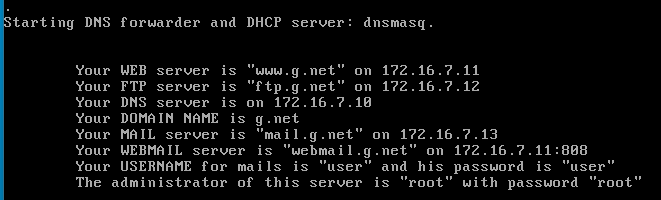 .
Starting DNS forwarder and DHCP server: dnsmasq.
Your WEB server is "www.g.net" on 172.16.7.11
Your FTP server is "ftp.g.net" on 172.16.7.12
Your DNS server is on 172.16.7.10
Your DOMAIN NAME is g.net
Your MAIL server is "mail.g.net" on 172.16.7.13
Your WEBMAIL server is "webmail.g.net" on 172.16.7.11:808
Your USERNAME for mails is "user" and his password is "user"
The administrator of this server is "root" with password "root"